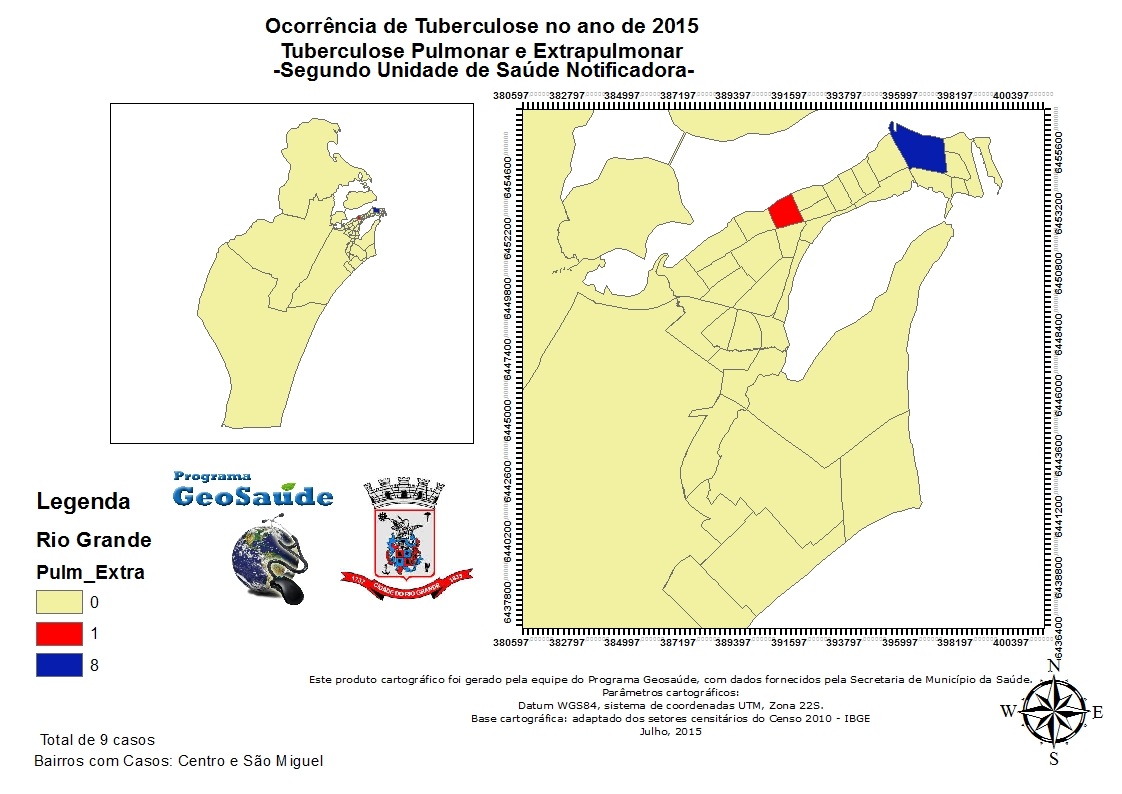 Ocorrência de Tuberculose no ano de 2015
Tuberculose Pulmonar e Extrapulmonar
-Segundo Unidade de Saúde Notificadora-
380597 382797 384997 387197 389397 391597 393797 395997 398197 400397
6454600
6452200
6449800
6447400
6445000
6442600
6440200
6437800
6455600
6453200
6450800
6448400
6446000
6443600
6441200
6438800
6436400
380597 382797 384997 387197 389397 391597 393797 395997 398197 400397
Programa
GeoSaúde
1737 CIDADE DO RIO GRANDE 1835
Legenda
Rio Grande
Pulm_Extra
0
1
8
Este produto cartográfico foi gerado pela equipe do Programa Geosaúde, com dados fornecidos pela Secretaria de Município da Saúde.
Parâmetros cartográficos:
Datum WGS84, sistema de coordenadas UTM, Zona 22S.
Base cartográfica: adaptado dos setores censitários do Censo 2010 - IBGE
Julho, 2015
N
W
E
S
Total de 9 casos
Bairros com Casos: Centro e São Miguel